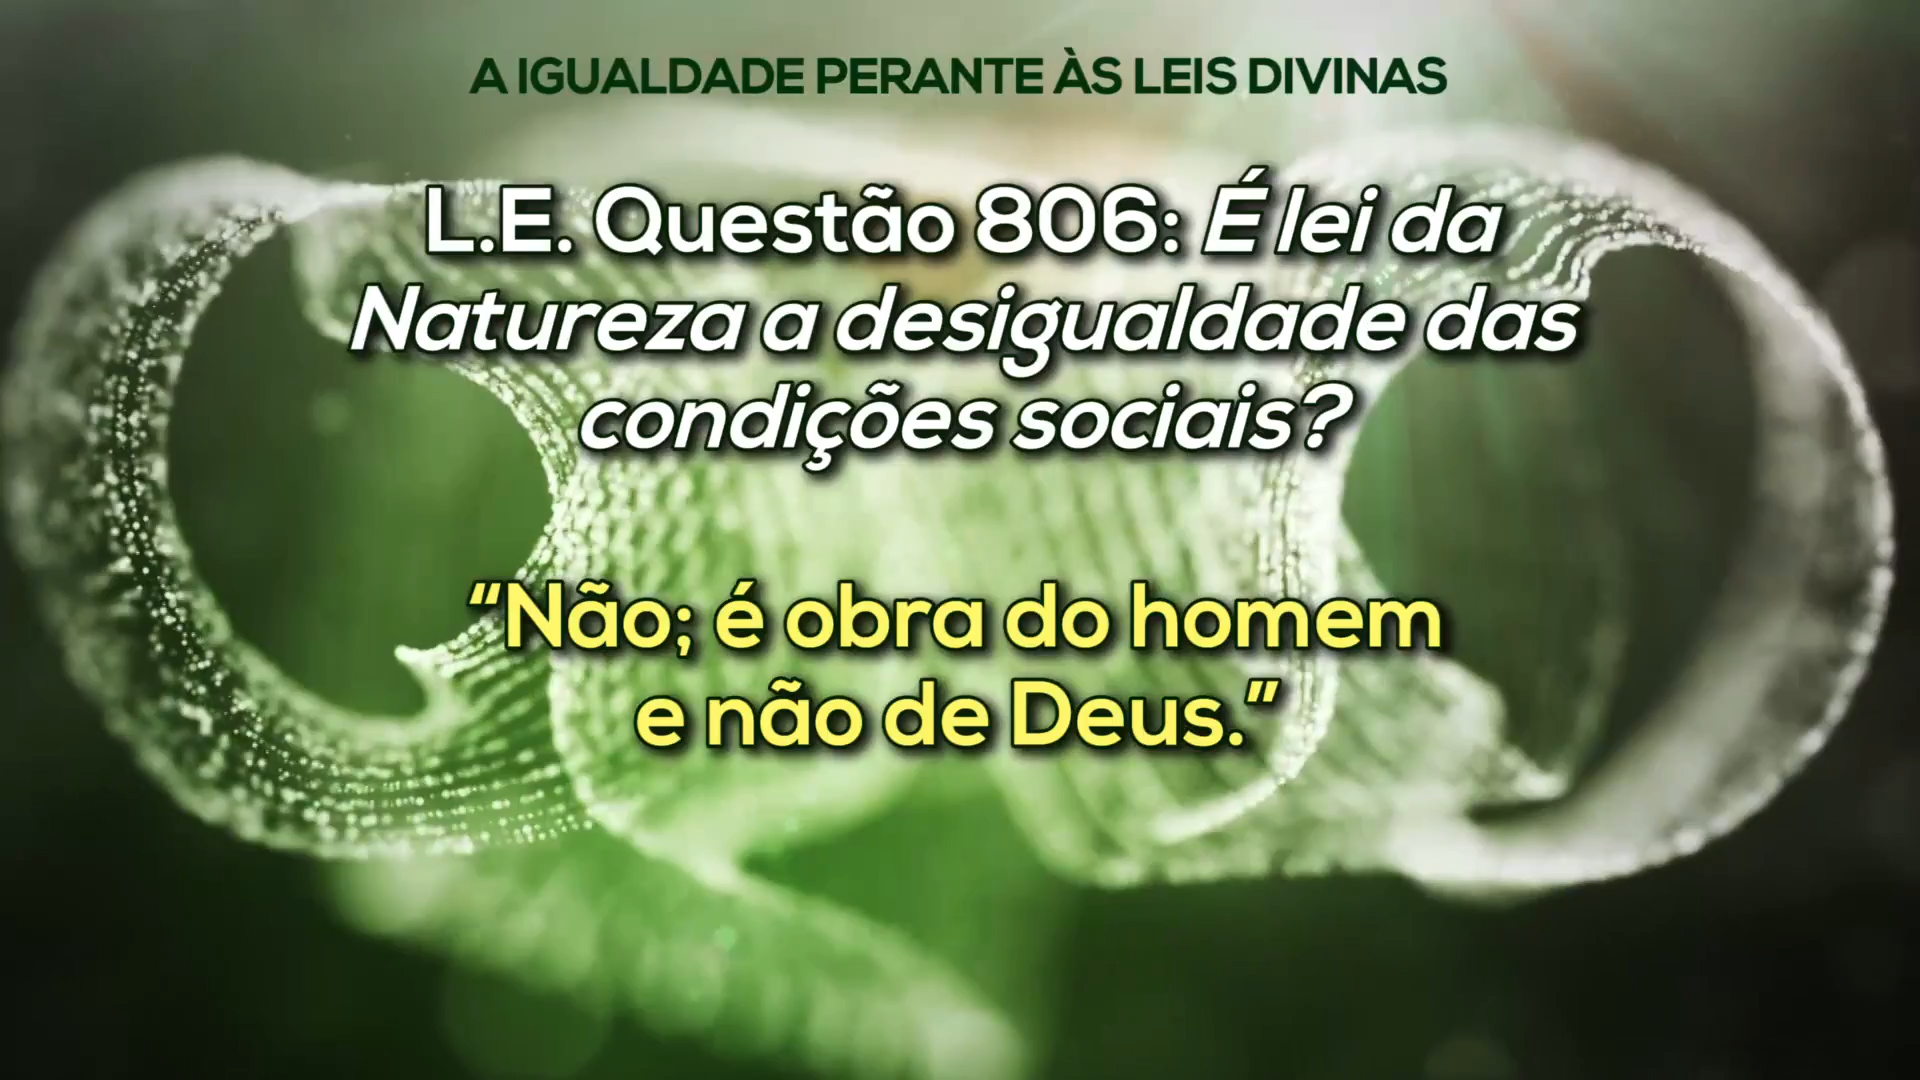 A IGUALDADE PERANTE ÀS LEIS DIVINAS
L.E. Questão 806: É lei da
Natureza a desigualdade das
condições sociais?
“Não; é obra do homem
e não de Deus.”